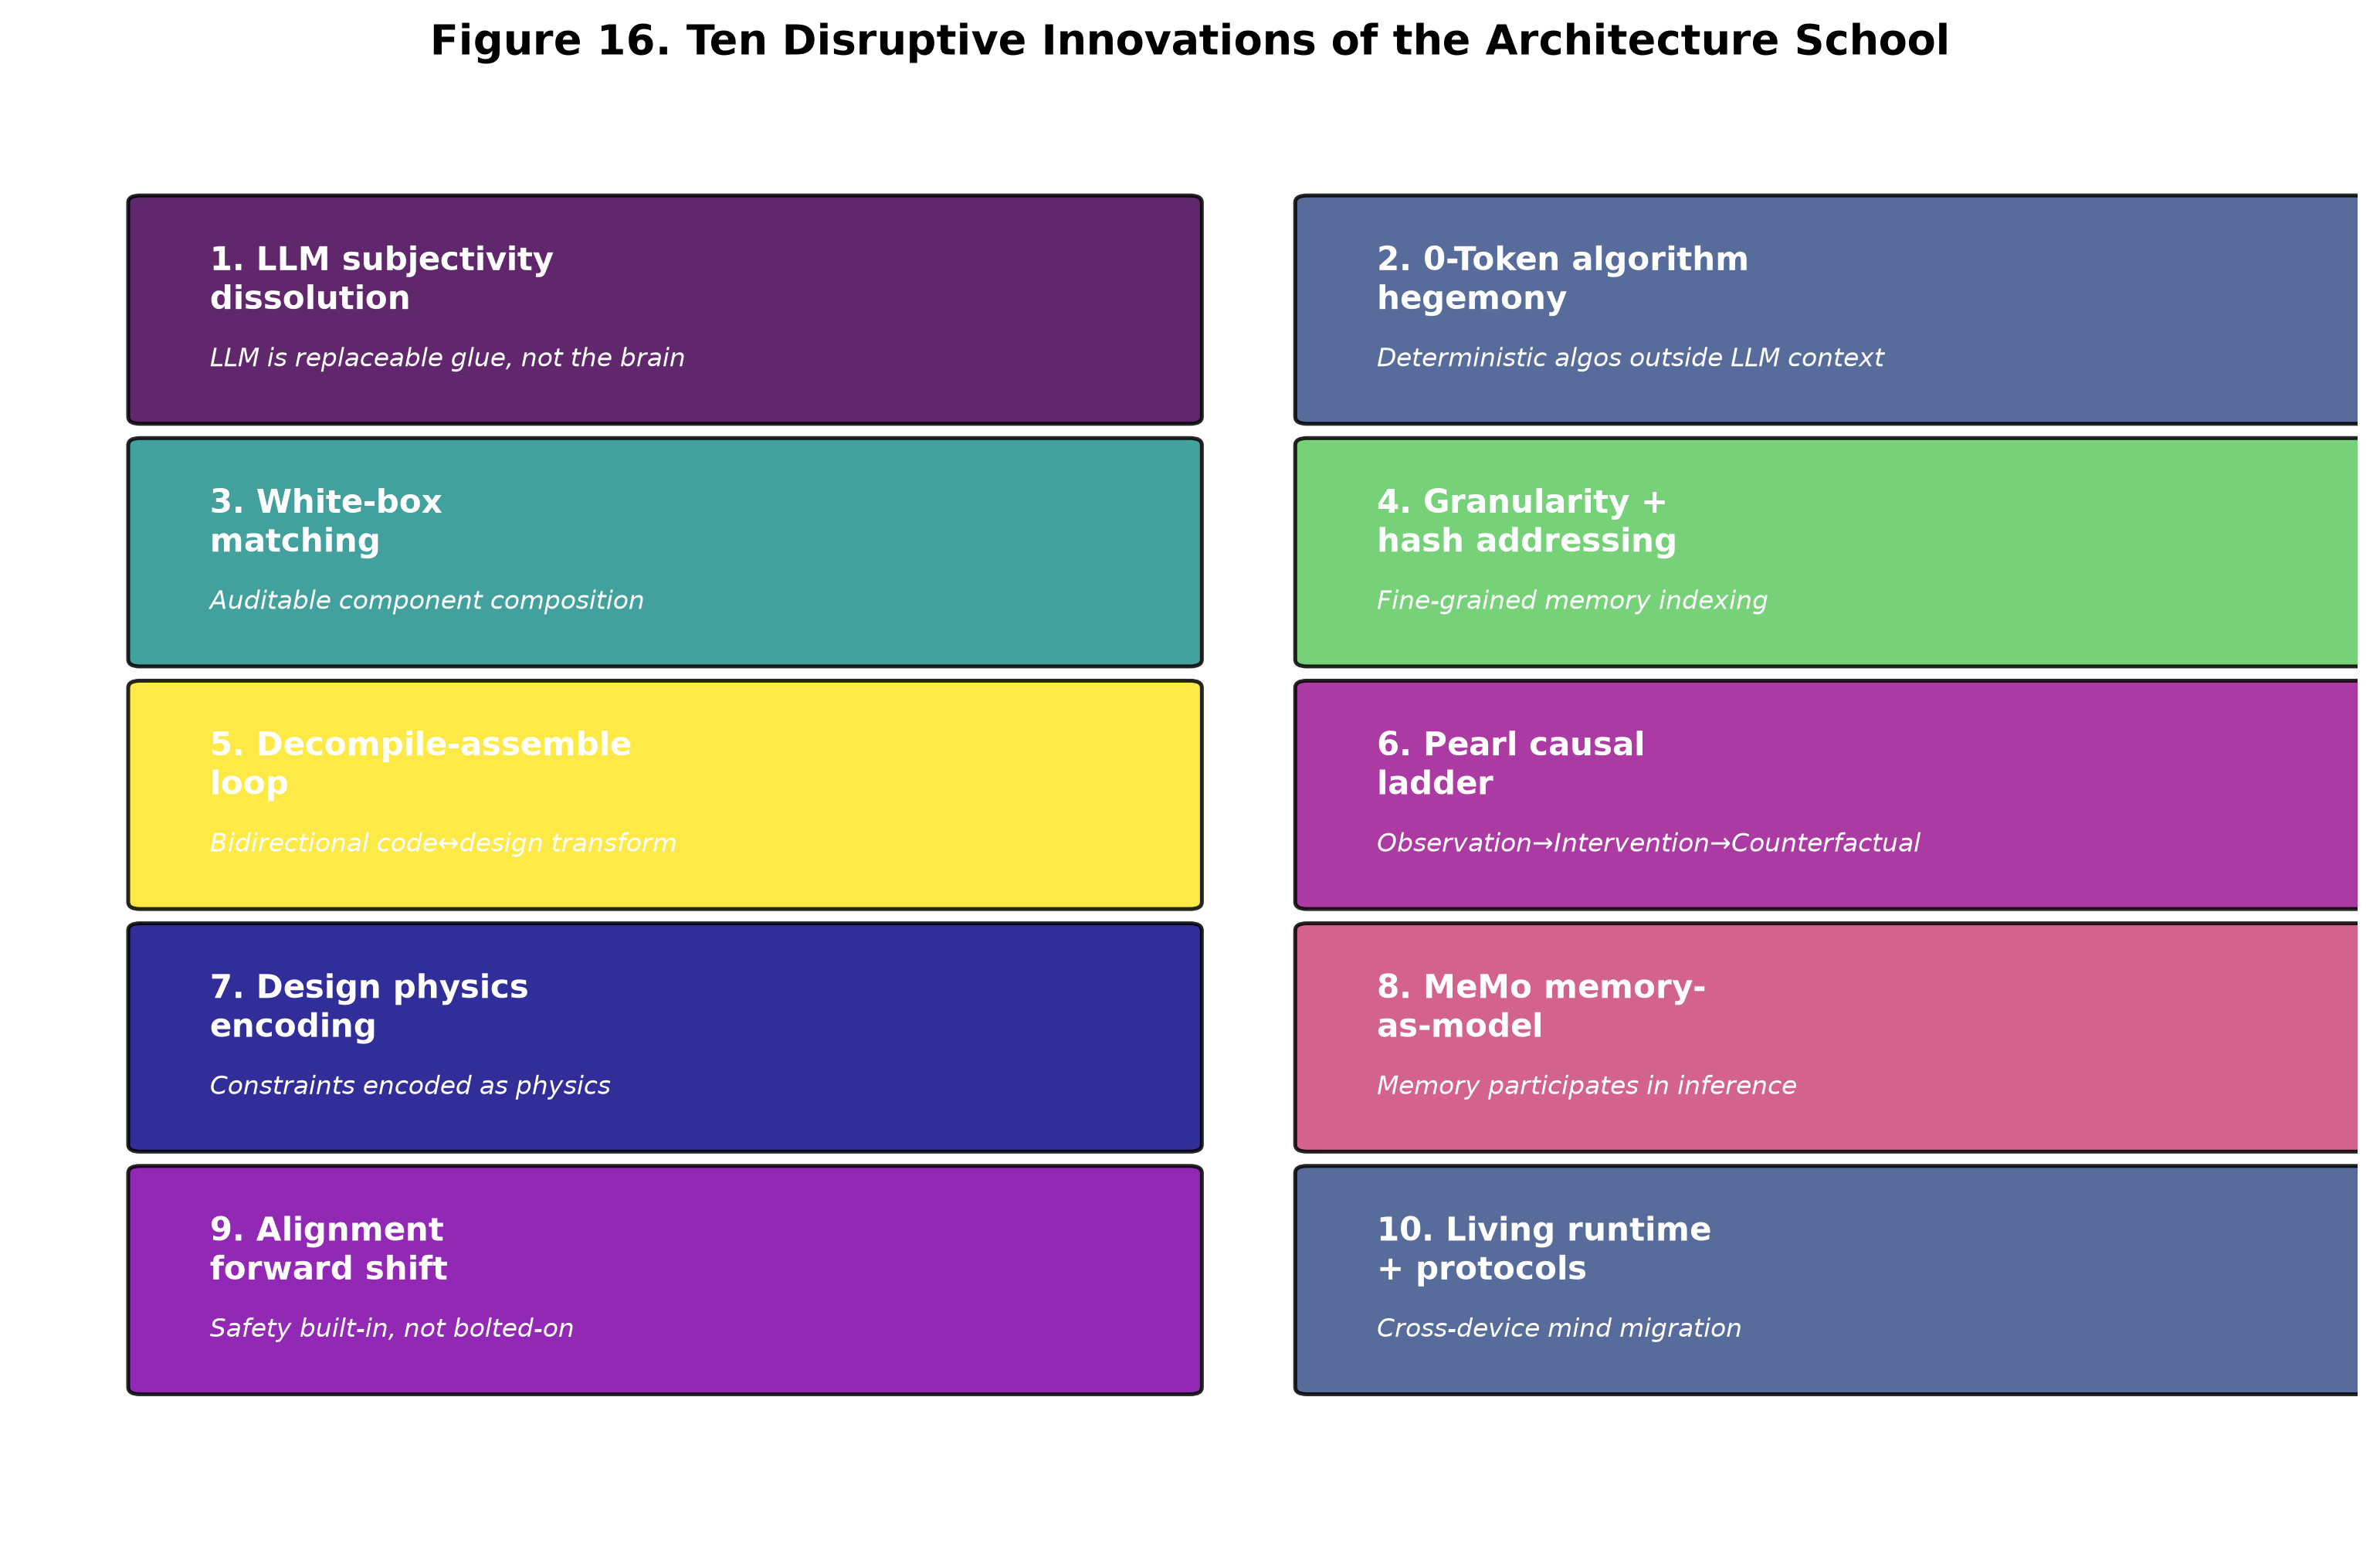 Figure 16. Ten Disruptive Innovations of the Architecture School
1. LLM subjectivity
dissolution
LLM is replaceable glue, not the brain
2. 0-Token algorithm
hegemony
Deterministic algos outside LLM context
3. White-box
matching
Auditable component composition
4. Granularity +
hash addressing
Fine-grained memory indexing
5. Decompile-assemble
loop
Bidirectional code↔design transform
6. Pearl causal
ladder
Observation→Intervention→Counterfactual
7. Design physics
encoding
Constraints encoded as physics
8. MeMo memory-
as-model
Memory participates in inference
9. Alignment
forward shift
Safety built-in, not bolted-on
10. Living runtime
+ protocols
Cross-device mind migration